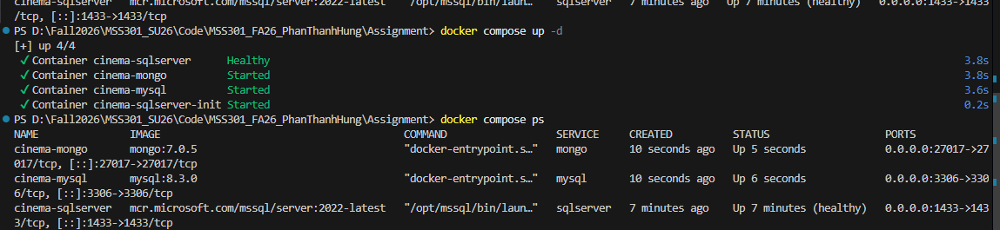 cinema-sqlserver mcr.microsoft.com/mssql/server:2022-latest "/opt/mssql/bin/laun…" sqlserver 7 minutes ago Up 7 minutes (healthy) 0.0.0.0:1433->1433
/tcp, [::]:1433->1433/tcp
PS D:\Fall2026\MSS301_SU26\Code\MSS301_FA26_PhanThanhHung\Assignment> docker compose up -d
[+] up 4/4
✔ Container cinema-sqlserver Healthy 3.8s
✔ Container cinema-mongo Started 3.8s
✔ Container cinema-mysql Started 3.6s
✔ Container cinema-sqlserver-init Started 0.2s
PS D:\Fall2026\MSS301_SU26\Code\MSS301_FA26_PhanThanhHung\Assignment> docker compose ps
NAME IMAGE COMMAND SERVICE CREATED STATUS PORTS
cinema-mongo mongo:7.0.5 "docker-entrypoint.s…" mongo 10 seconds ago Up 5 seconds 0.0.0.0:27017->27
017/tcp, [::]:27017->27017/tcp
cinema-mysql mysql:8.3.0 "docker-entrypoint.s…" mysql 10 seconds ago Up 6 seconds 0.0.0.0:3306->330
6/tcp, [::]:3306->3306/tcp
cinema-sqlserver mcr.microsoft.com/mssql/server:2022-latest "/opt/mssql/bin/laun…" sqlserver 7 minutes ago Up 7 minutes (healthy) 0.0.0.0:1433->143
3/tcp, [::]:1433->1433/tcp